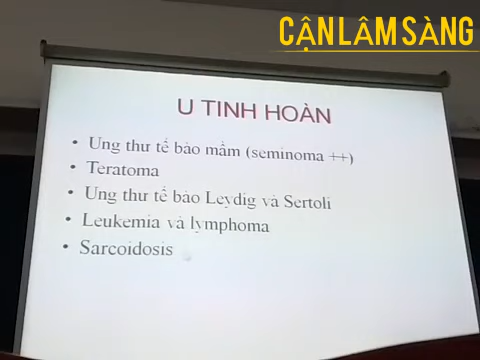 CẬN LÂM SÀNG
U TINH HOÀN
• Ung thư tế bào mầm (seminoma ++)
• Teratoma
• Ung thư tế bào Leydig và Sertoli
• Leukemia và lymphoma
• Sarcoidosis